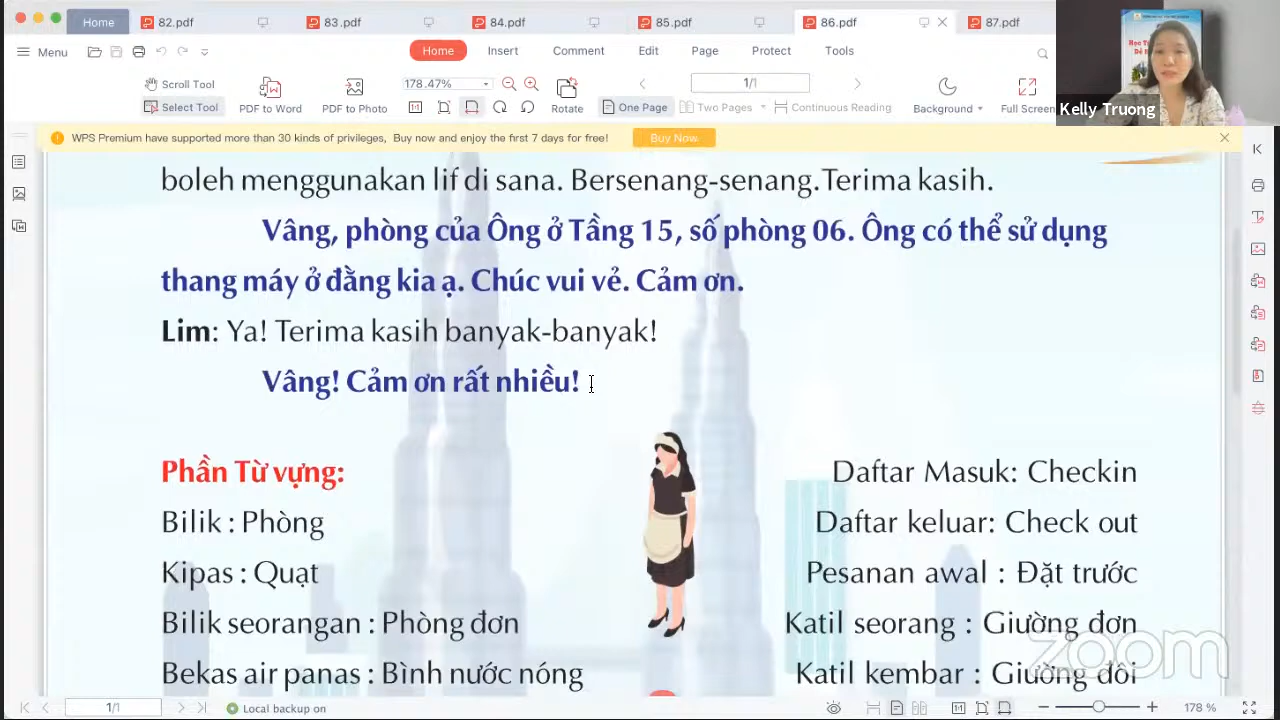 Home 82.pdf 83.pdf 84.pdf 85.pdf 86.pdf 87.pdf
Menu Home Insert Comment Edit Page Protect Tools
Scroll Tool
Select Tool PDF to Word PDF to Photo 178.47% Rotate 1/1 One Page Two Pages Continuous Reading Background Full Screen
Kelly Truong
WPS Premium have supported more than 30 kinds of privileges, Buy now and enjoy the first 7 days for free! Buy Now
boleh menggunakan lif di sana. Bersenang-senang.Terima kasih.
Vâng, phòng của Ông ở Tầng 15, số phòng 06. Ông có thể sử dụng
thang máy ở đằng kia ạ. Chúc vui vẻ. Cảm ơn.
Lim: Ya! Terima kasih banyak-banyak!
Vâng! Cảm ơn rất nhiều!
Phần Từ vựng:
Bilik : Phòng
Kipas : Quạt
Bilik seorangan : Phòng đơn
Bekas air panas : Bình nước nóng
Daftar Masuk: Checkin
Daftar keluar: Check out
Pesanan awal : Đặt trước
Katil seorang : Giường đơn
Katil kembar : Giường đôi
zoom
1/1 Local backup on 178 %